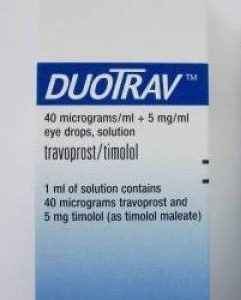 DUOTRAV™
40 micrograms/ml + 5 mg/ml
eye drops, solution
travoprost/timolol
1 ml of solution contains
40 micrograms travoprost and
5 mg timolol (as timolol maleate)